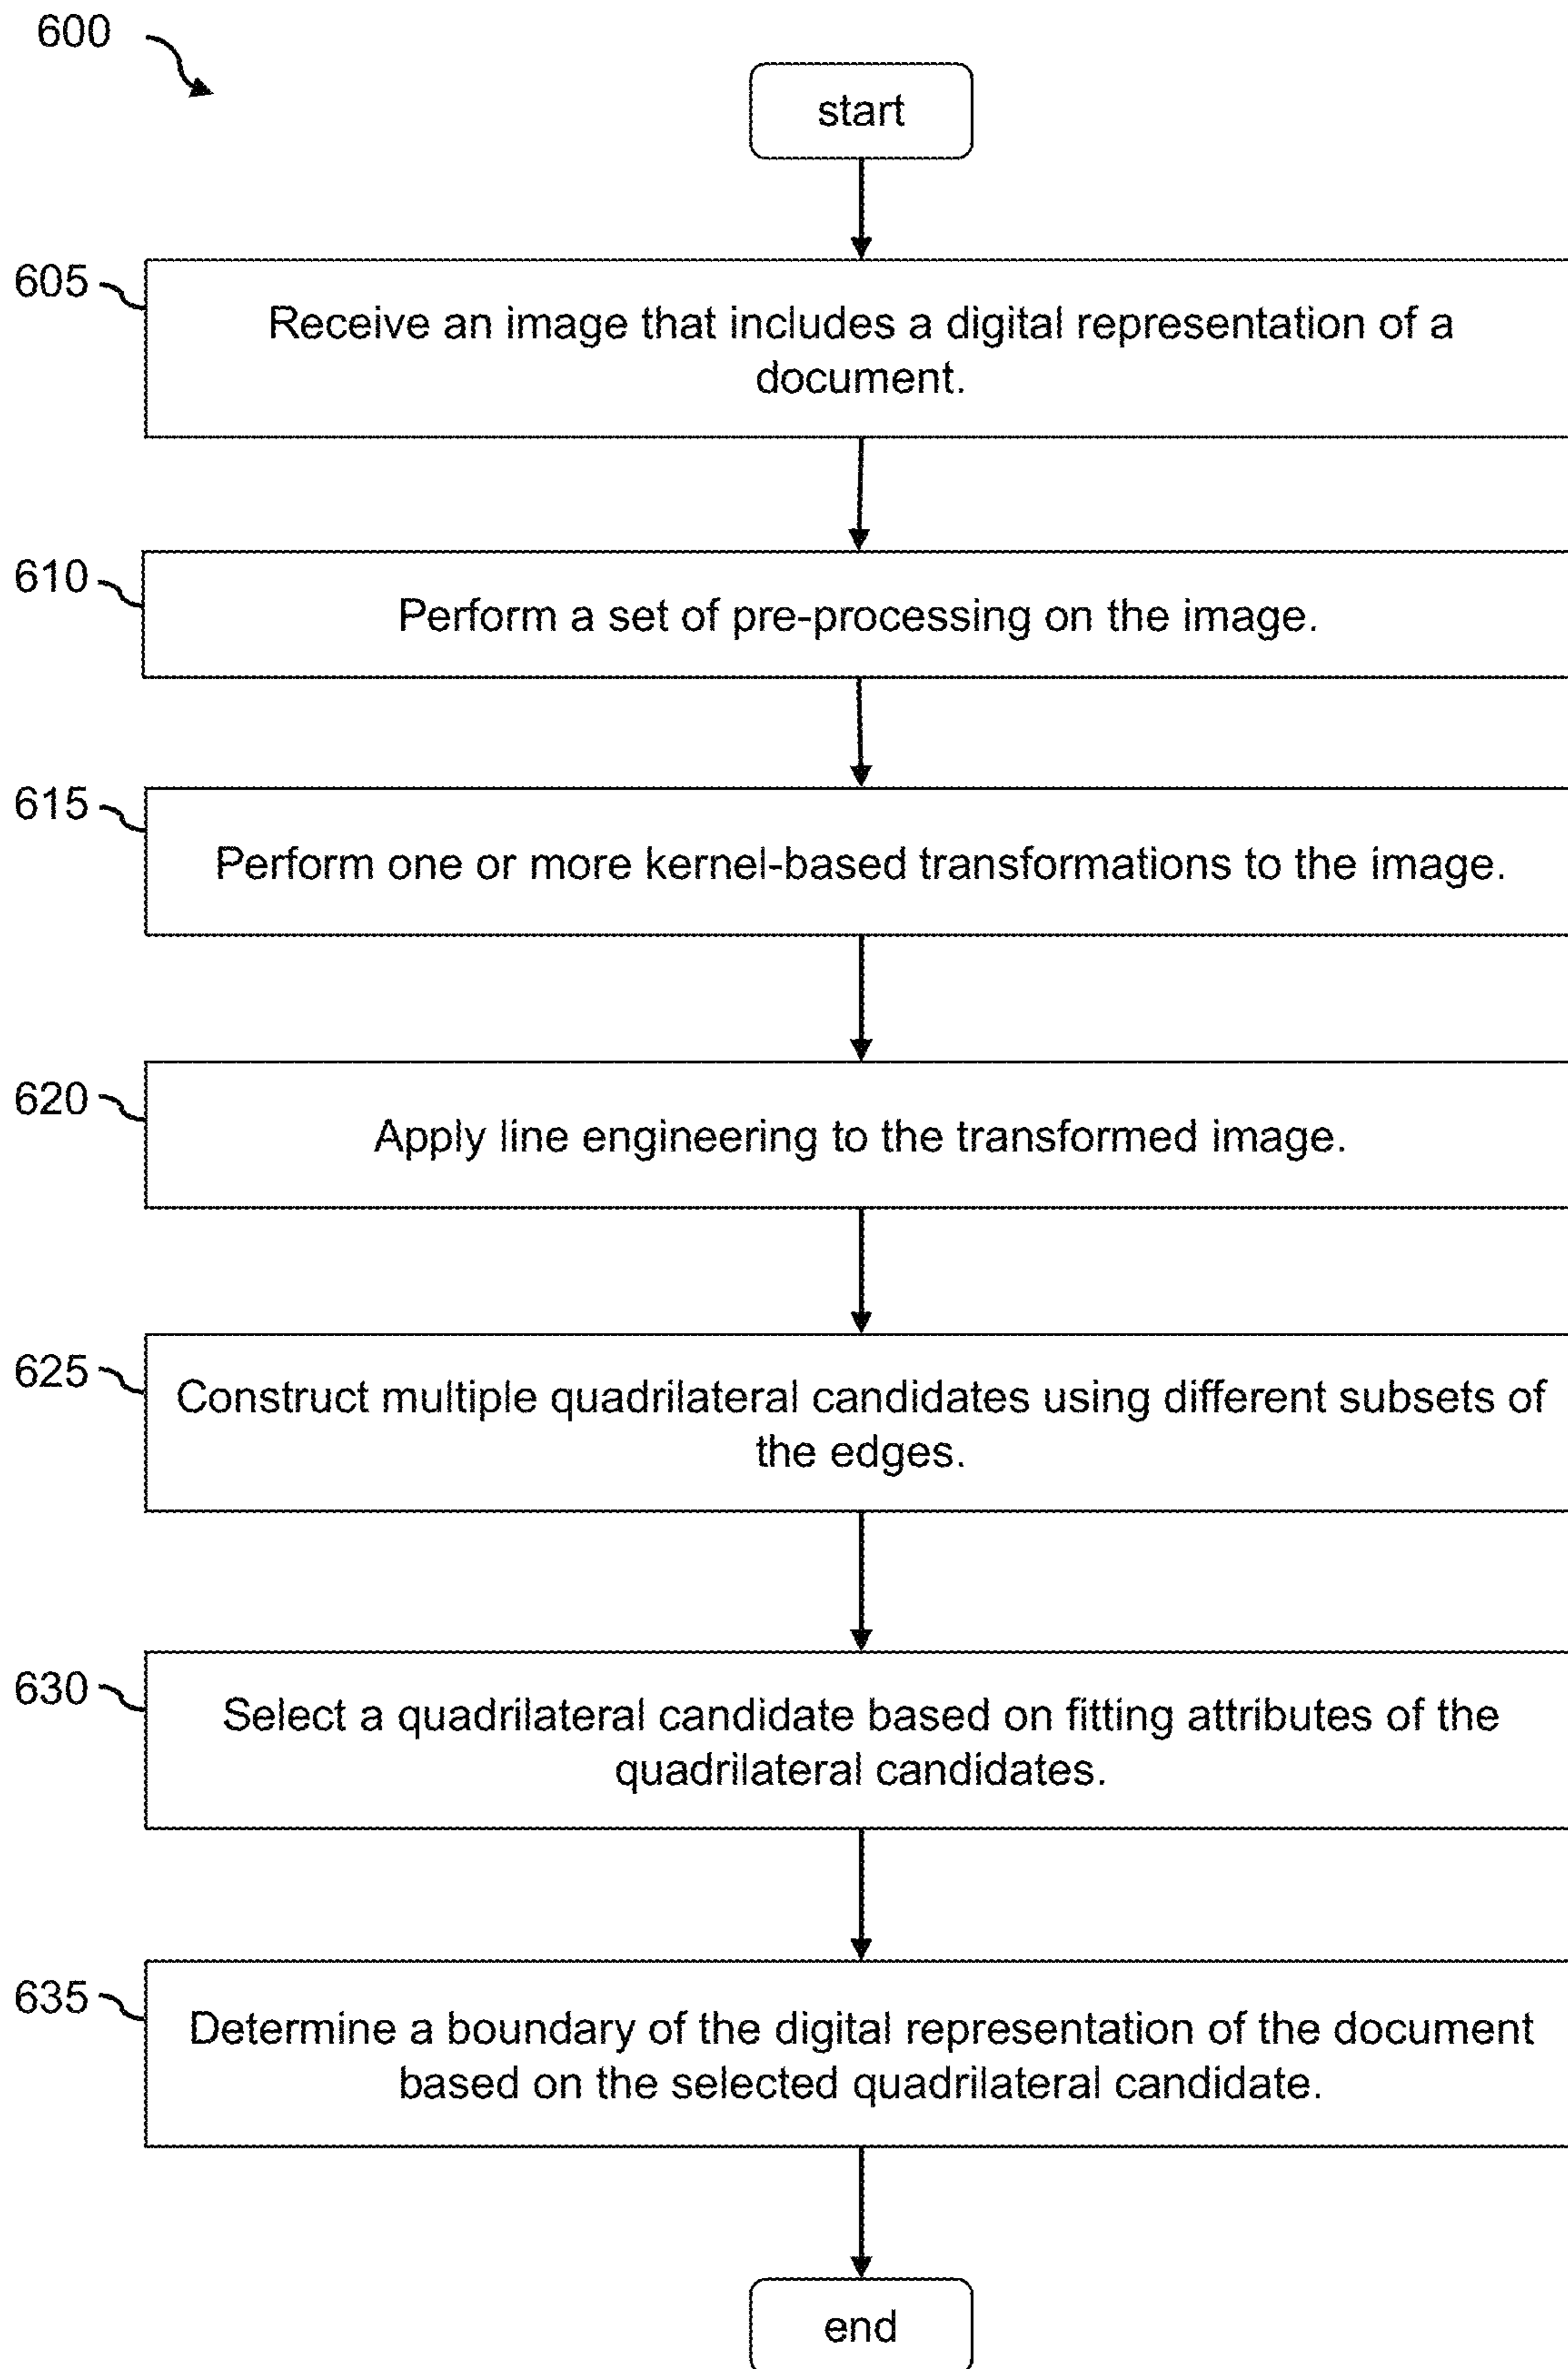 600
start
605
Receive an image that includes a digital representation of a
document.
610
Perform a set of pre-processing on the image.
615
Perform one or more kernel-based transformations to the image.
620
Apply line engineering to the transformed image.
625
Construct multiple quadrilateral candidates using different subsets of
the edges.
630
Select a quadrilateral candidate based on fitting attributes of the
quadrilateral candidates.
635
Determine a boundary of the digital representation of the document
based on the selected quadrilateral candidate.
end